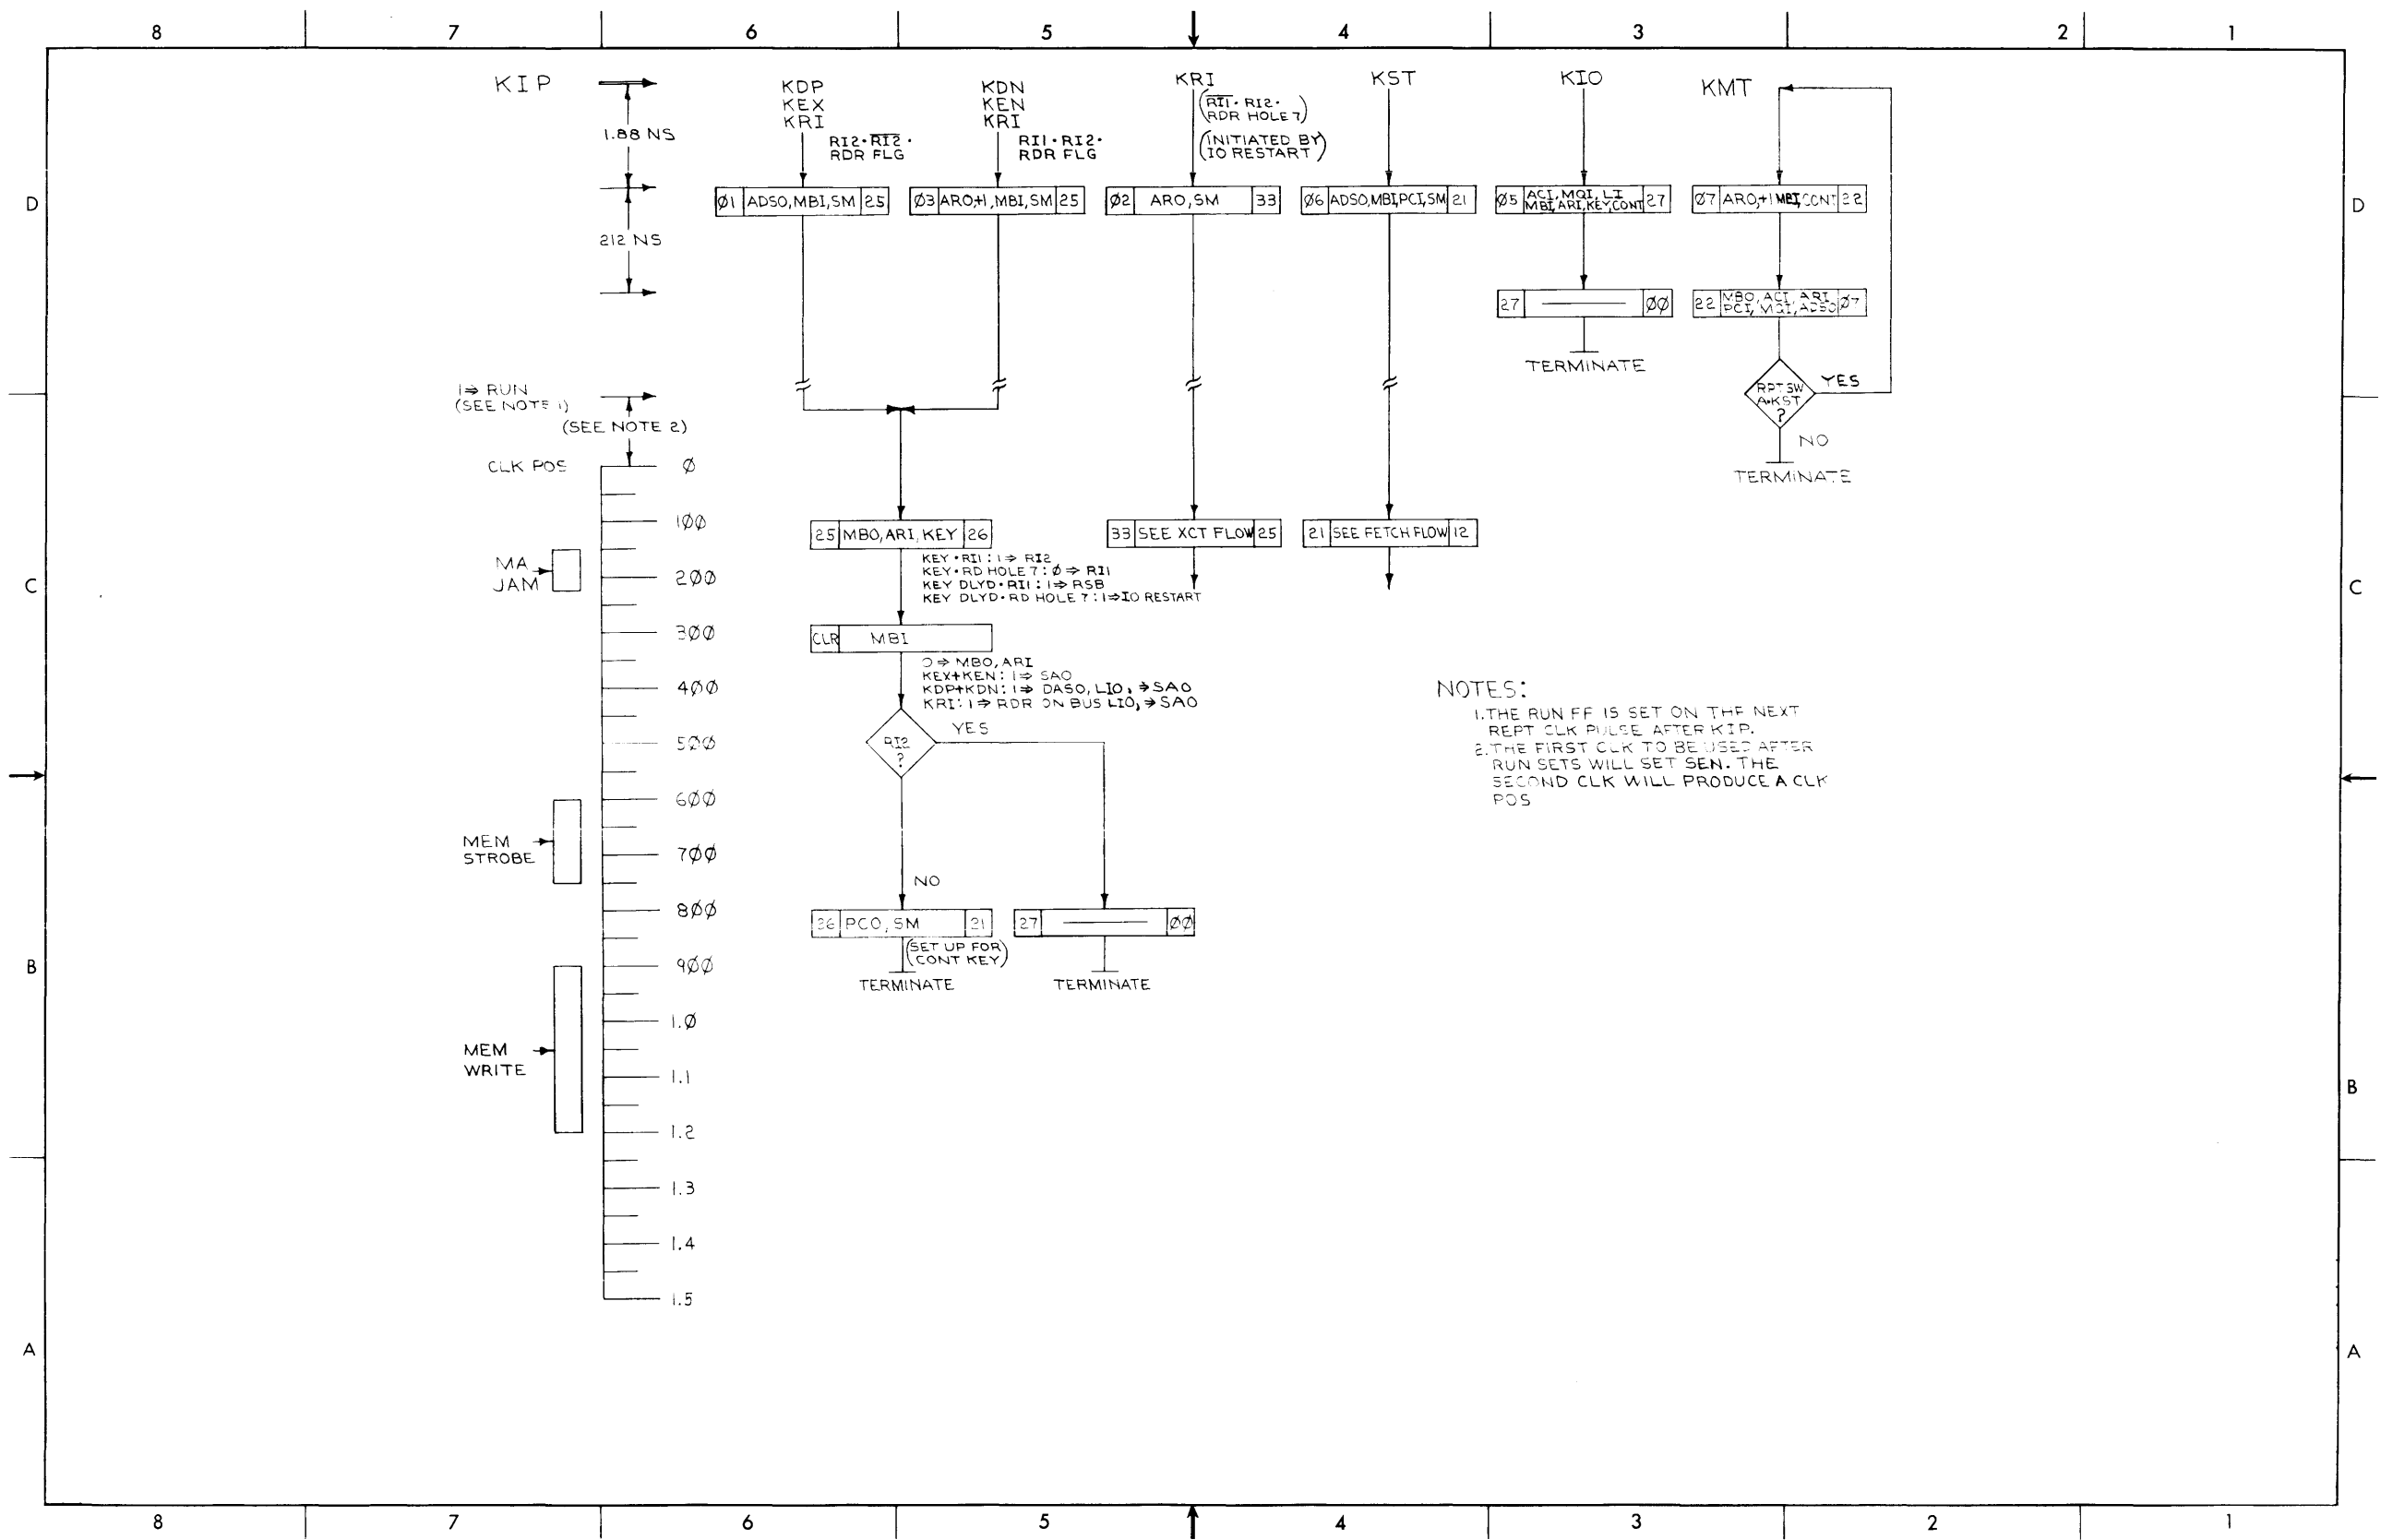 8 7 6 5 4 3 2 1
KIP
1.88 NS
212 NS
1⇒ RUN
(SEE NOTE 1)
(SEE NOTE 2)
CLK POS
Ø
1ØØ
2ØØ
3ØØ
4ØØ
5ØØ
6ØØ
7ØØ
8ØØ
9ØØ
1.Ø
1.1
1.2
1.3
1.4
1.5
MA
JAM
MEM
STROBE
MEM
WRITE
KDP
KEX
KRI
RI2·R̅I̅2̅·
RDR FLG
Ø1 ADSO,MBI,SM 25
KDN
KEN
KRI
RI1·RI2·
RDR FLG
Ø3 ARO+1,MBI,SM 25
25 MBO,ARI,KEY 26
KEY·RI1:1⇒ RI2
KEY·RD HOLE 7:Ø⇒ RI1
KEY DLYD·RI1:1⇒ RSB
KEY DLYD·RD HOLE 7:1⇒IO RESTART
CLR MBI
O⇒ MBO,ARI
KEX+KEN:1⇒ SAO
KDP+KDN:1⇒ DASO,LIO,⇒SAO
KRI:1⇒ RDR ON BUS LIO,⇒SAO
RI2
?
YES
NO
26 PCO,SM 21
(SET UP FOR
CONT KEY)
TERMINATE
27 ——— ØØ
TERMINATE
KRI
(R̅I̅1̅·RI2·
RDR HOLE 7)
(INITIATED BY
IO RESTART)
Ø2 ARO,SM 33
33 SEE XCT FLOW 25
KST
Ø6 ADSO,MBI,PCI,SM 21
21 SEE FETCH FLOW 12
KIO
Ø5 ACI,MQI,LI
MBI,ARI,KEY,CONT 27
27 ——— ØØ
TERMINATE
KMT
Ø7 ARO,+1 MBI,CONT 22
22 MBO,ACI,ARI
PCI,MQI,ADSO Ø7
RPT SW
A·KST
?
YES
NO
TERMINATE
NOTES:
1.THE RUN FF IS SET ON THE NEXT
REPT CLK PULSE AFTER KIP.
2.THE FIRST CLK TO BE USED AFTER
RUN SETS WILL SET SEN. THE
SECOND CLK WILL PRODUCE A CLK
POS
D D
C C
B B
A A
8 7 6 5 4 3 2 1